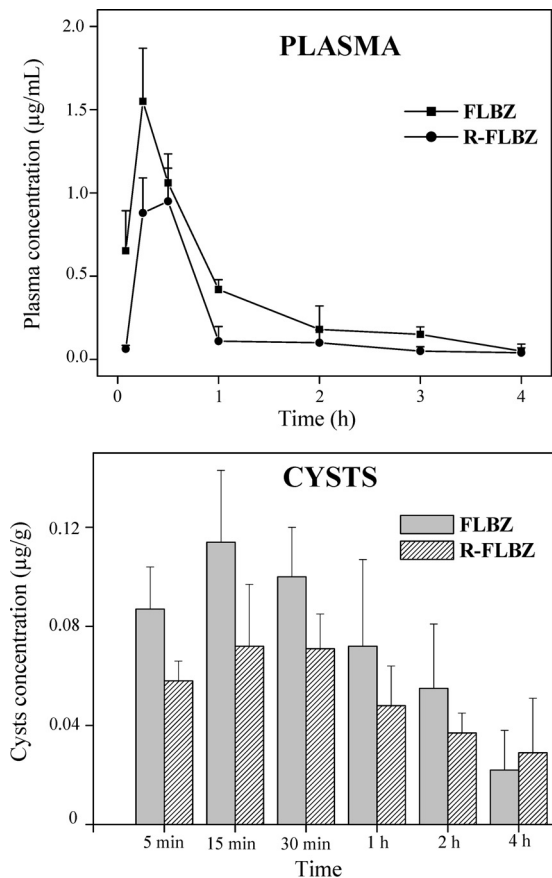 PLASMA
Plasma concentration (µg/mL)
2.0
1.5
1.0
0.5
0.0
FLBZ
R-FLBZ
0 1 2 3 4
Time (h)
CYSTS
Cysts concentration (µg/g)
0.12
0.08
0.04
0
FLBZ
R-FLBZ
5 min 15 min 30 min 1 h 2 h 4 h
Time